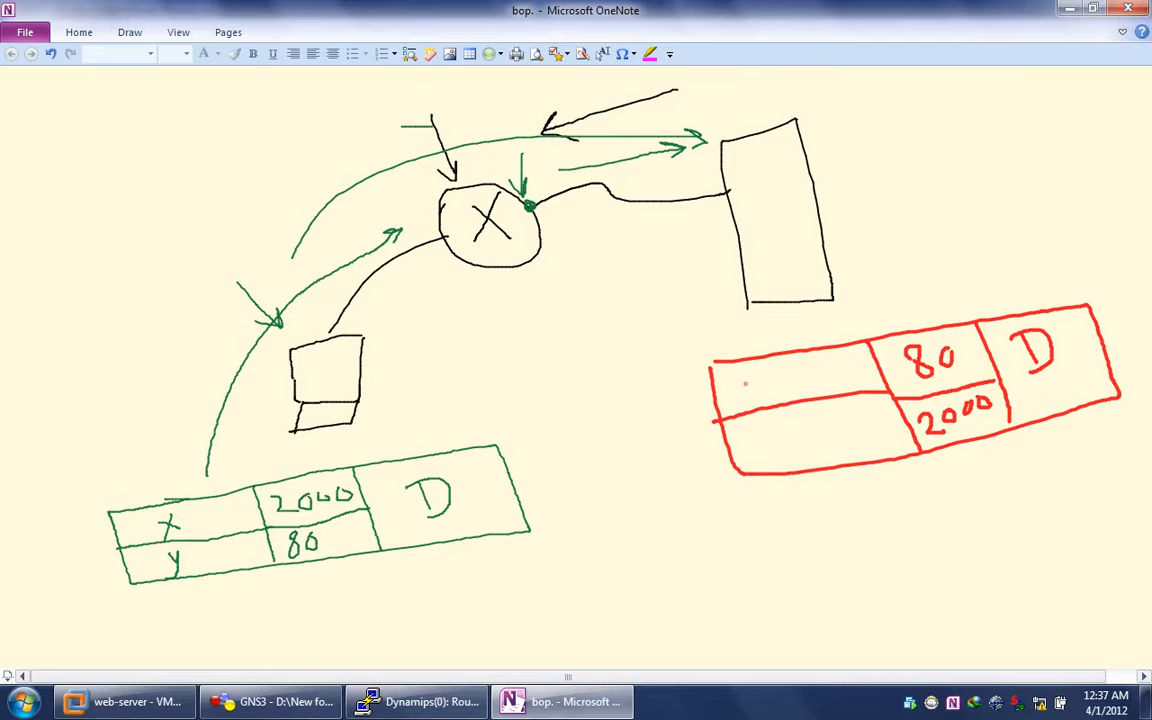 bop. - Microsoft OneNote
File Home Draw View Pages
B I U
X
80 D
2000
X 2000 D
y 80
web-server - VM... GNS3 - D:\New fo... Dynamips(0): Rou... bop. - Microsoft ... 12:37 AM
4/1/2012